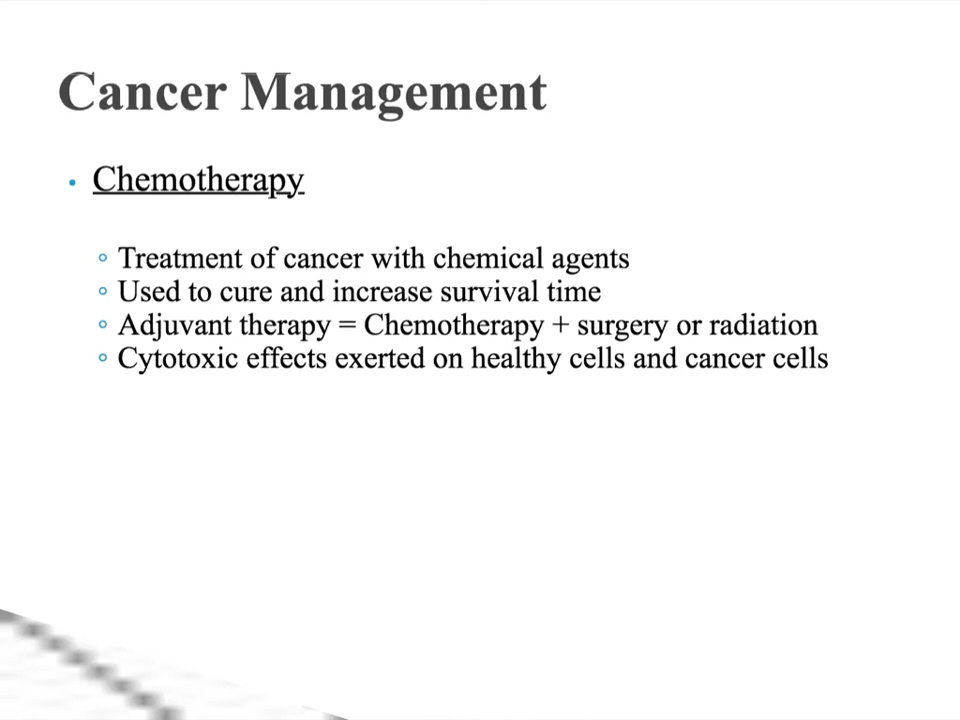 Cancer Management
• Chemotherapy
◦ Treatment of cancer with chemical agents
◦ Used to cure and increase survival time
◦ Adjuvant therapy = Chemotherapy + surgery or radiation
◦ Cytotoxic effects exerted on healthy cells and cancer cells